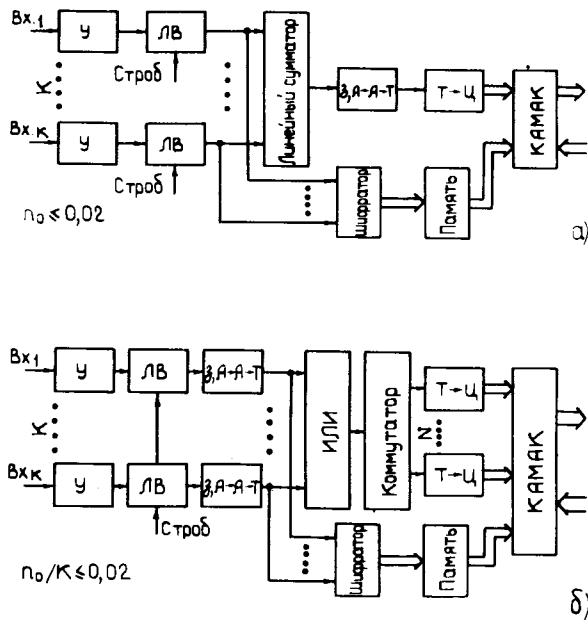 Вх.1
У
ЛВ
Строб
К
Вх.К
У
ЛВ
Строб
n₀ ≤ 0,02
Линейный сумматор
З,А→А→Т
Т→Ц
КАМАК
Шифратор
Память
а)
Вх1
У
ЛВ
З,А→А→Т
К
Вх.К
У
ЛВ
З,А→А→Т
Строб
n₀/К ≤ 0,02
ИЛИ
Коммутатор
Т→Ц
N
Т→Ц
КАМАК
Шифратор
Память
б)